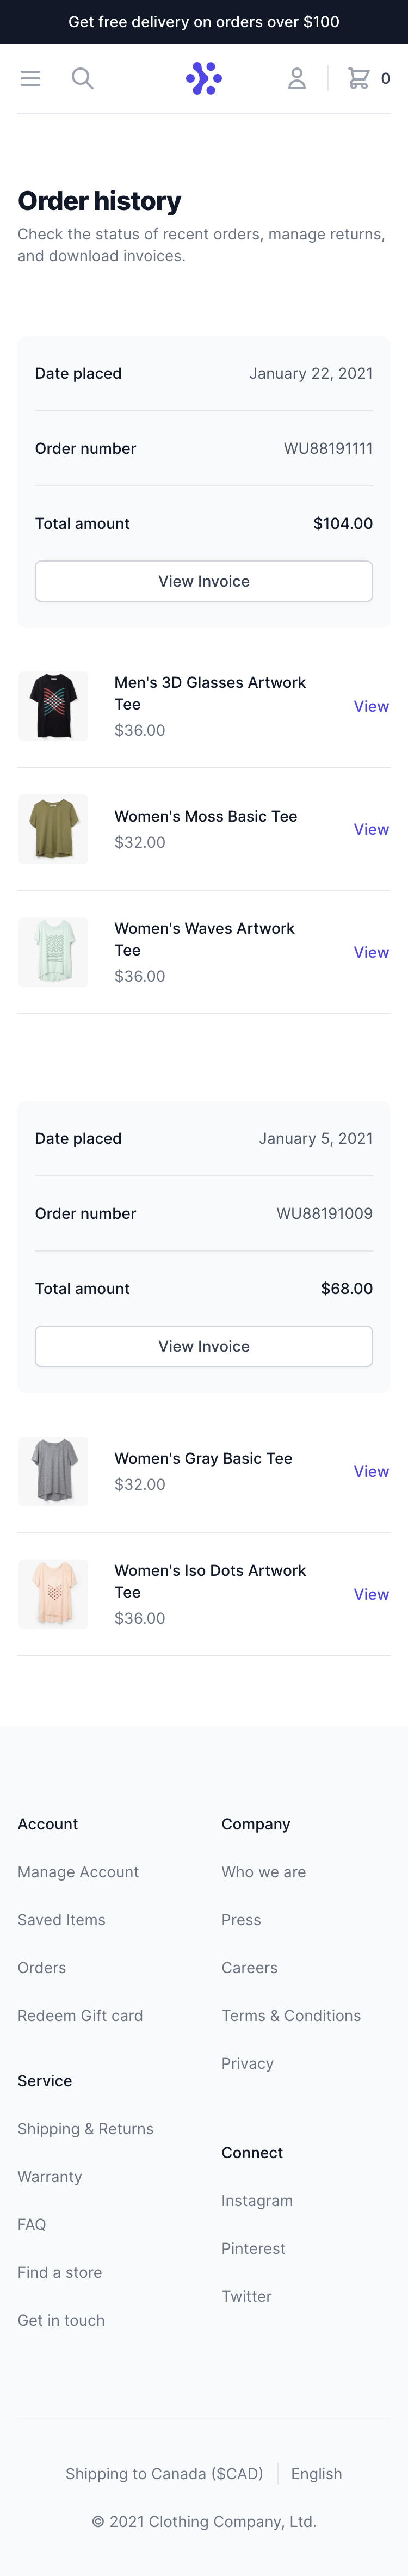 Get free delivery on orders over $100
0
Order history
Check the status of recent orders, manage returns,
and download invoices.
Date placed January 22, 2021
Order number WU88191111
Total amount $104.00
View Invoice
Men's 3D Glasses Artwork
Tee
$36.00
View
Women's Moss Basic Tee
$32.00
View
Women's Waves Artwork
Tee
$36.00
View
Date placed January 5, 2021
Order number WU88191009
Total amount $68.00
View Invoice
Women's Gray Basic Tee
$32.00
View
Women's Iso Dots Artwork
Tee
$36.00
View
Account
Manage Account
Saved Items
Orders
Redeem Gift card
Service
Shipping & Returns
Warranty
FAQ
Find a store
Get in touch
Company
Who we are
Press
Careers
Terms & Conditions
Privacy
Connect
Instagram
Pinterest
Twitter
Shipping to Canada ($CAD) English
© 2021 Clothing Company, Ltd.